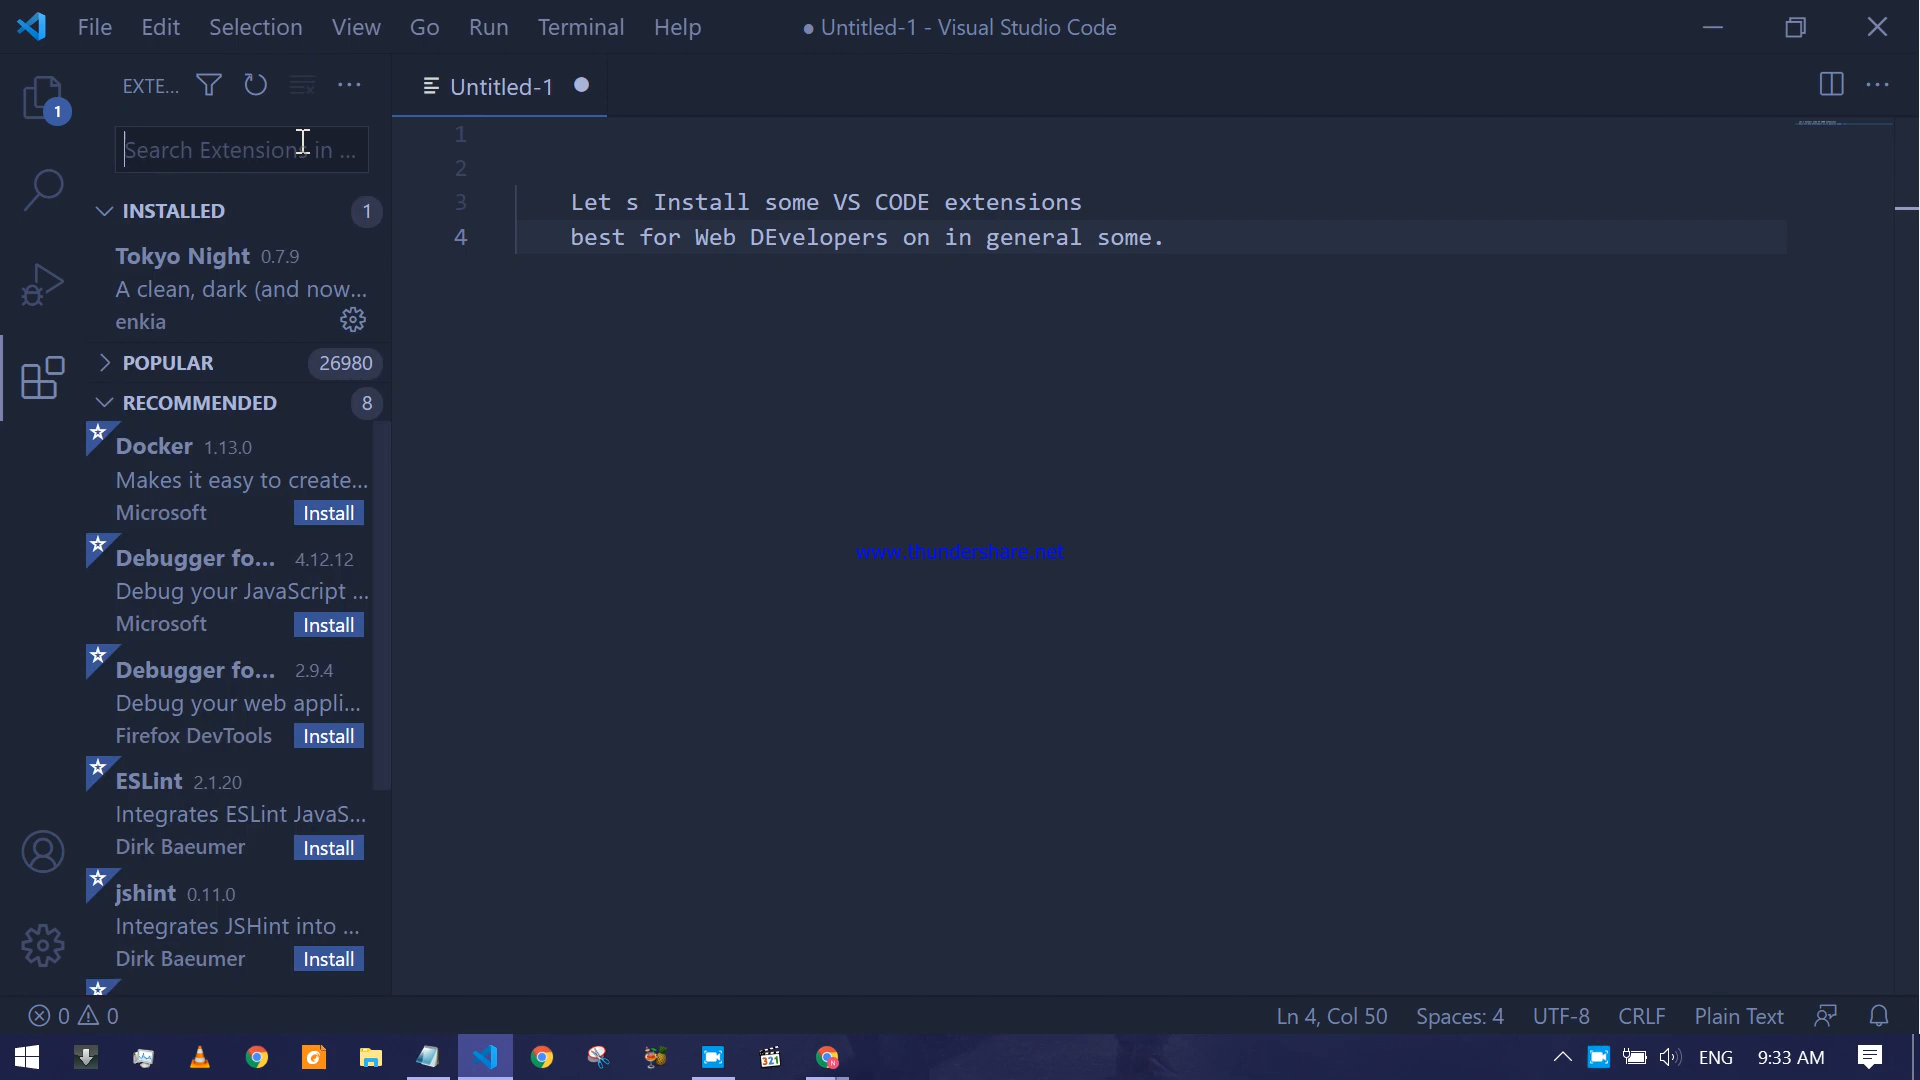 File Edit Selection View Go Run Terminal Help
● Untitled-1 - Visual Studio Code
EXTE...
Untitled-1
1
Search Extensions in ...
INSTALLED 1
Tokyo Night 0.7.9
A clean, dark (and now...
enkia
POPULAR 26980
RECOMMENDED 8
Docker 1.13.0
Makes it easy to create...
Microsoft Install
Debugger fo... 4.12.12
Debug your JavaScript ...
Microsoft Install
Debugger fo... 2.9.4
Debug your web appli...
Firefox DevTools Install
ESLint 2.1.20
Integrates ESLint JavaS...
Dirk Baeumer Install
jshint 0.11.0
Integrates JSHint into ...
Dirk Baeumer Install
1
2
3 Let s Install some VS CODE extensions
4 best for Web DEvelopers on in general some.
www.thundershare.net
0 0
Ln 4, Col 50 Spaces: 4 UTF-8 CRLF Plain Text
321
ENG 9:33 AM